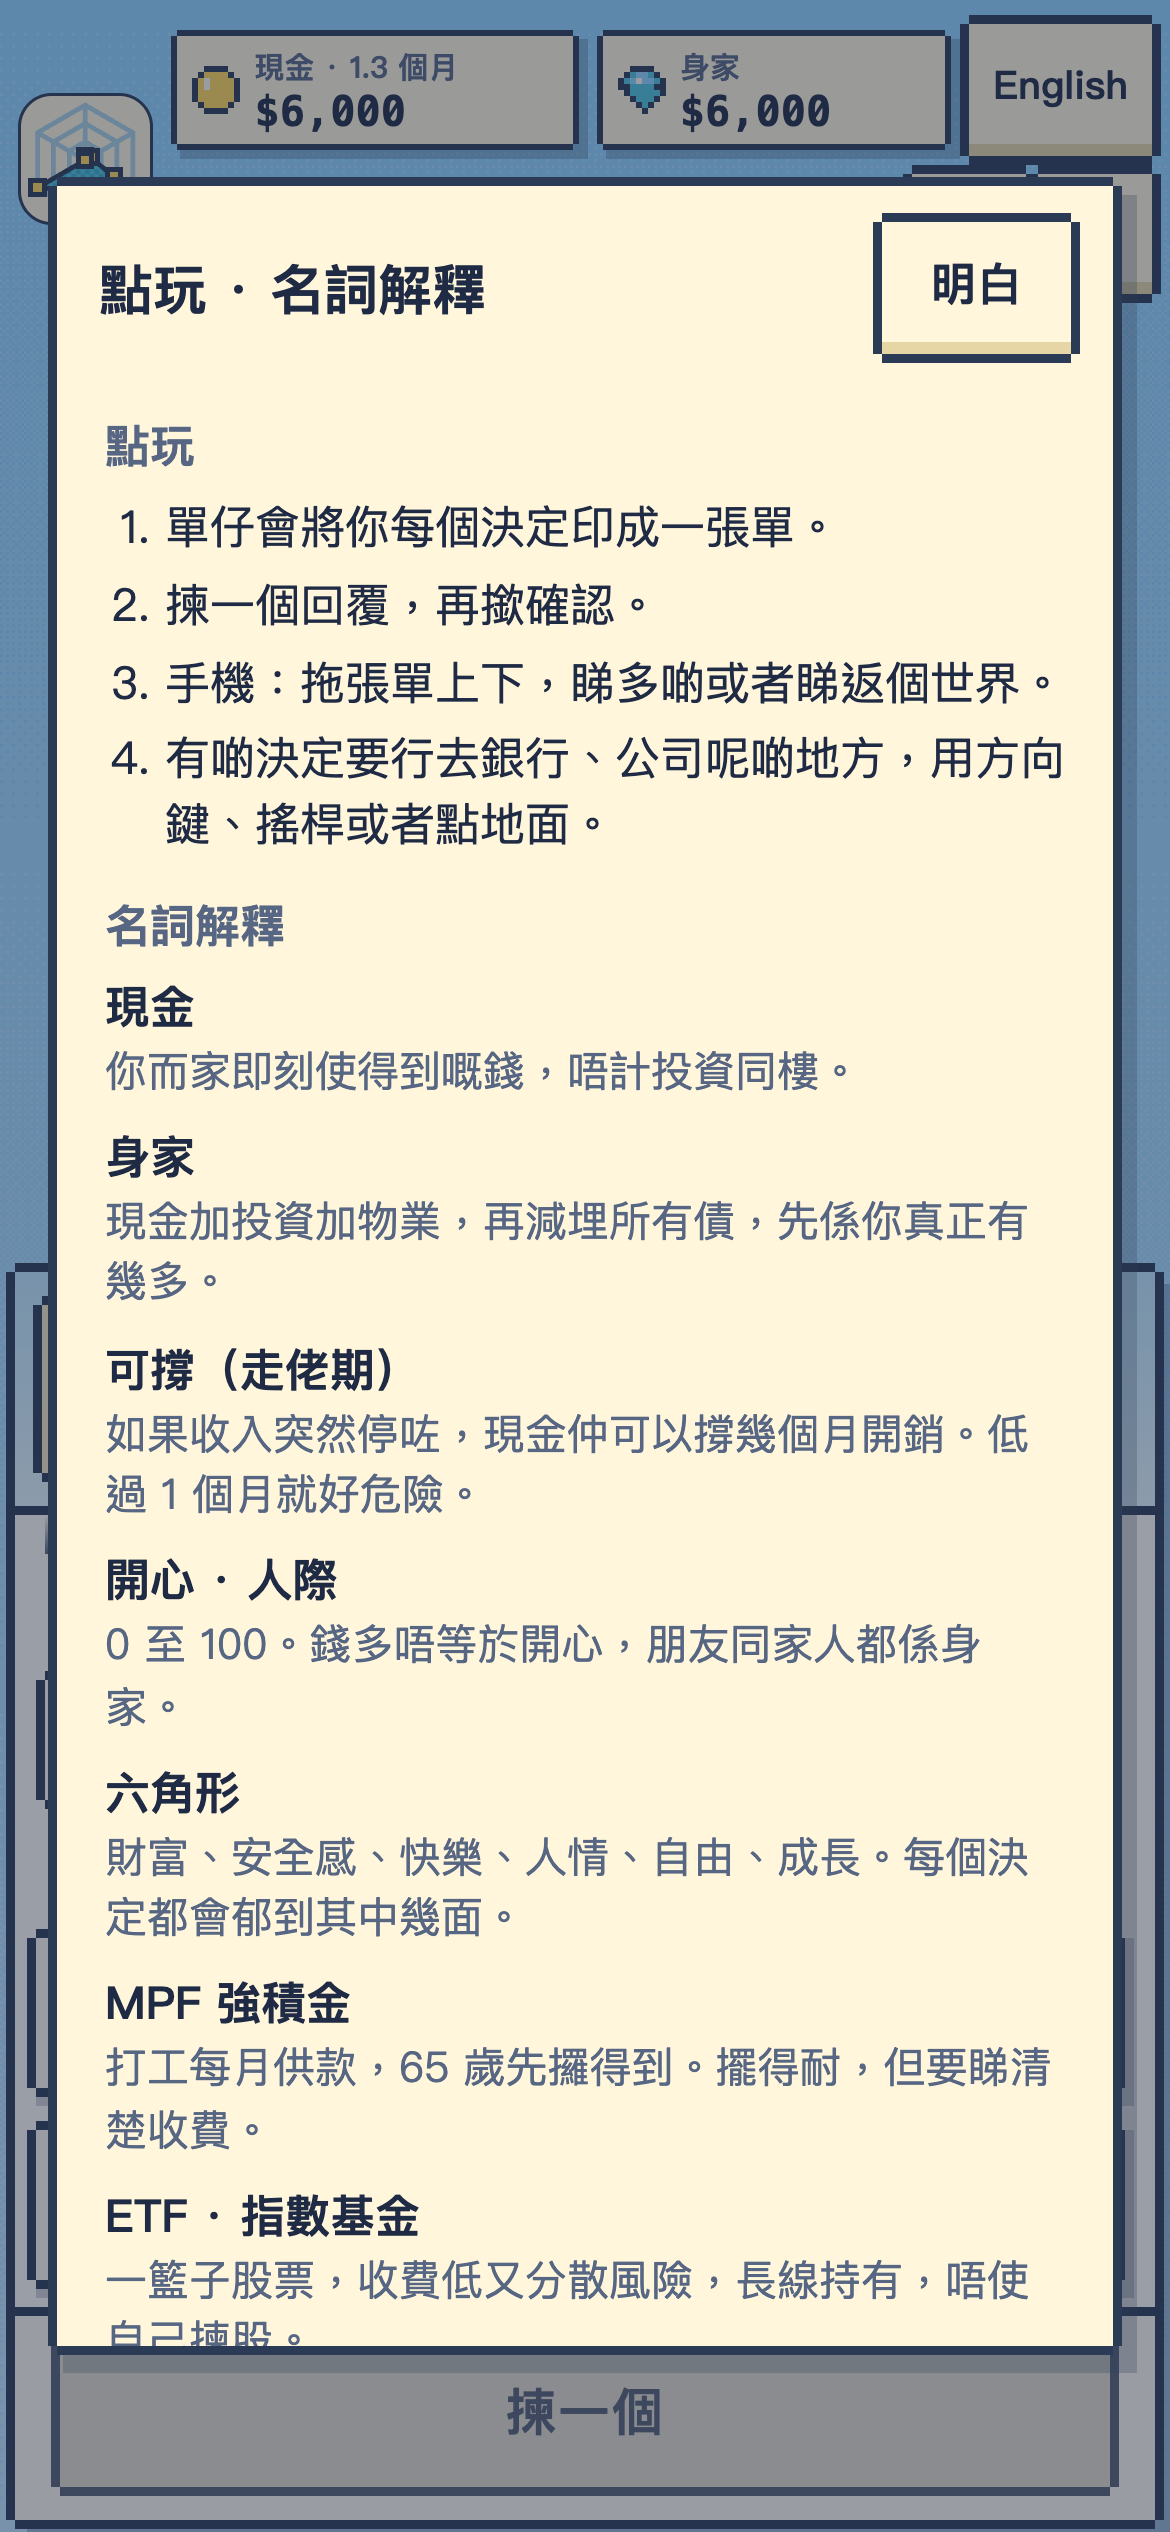 現金 · 1.3 個月
$6,000
身家
$6,000
English
點玩 · 名詞解釋
明白
點玩
1. 單仔會將你每個決定印成一張單。
2. 揀一個回覆，再撳確認。
3. 手機：拖張單上下，睇多啲或者睇返個世界。
4. 有啲決定要行去銀行、公司呢啲地方，用方向
鍵、搖桿或者點地面。
名詞解釋
現金
你而家即刻使得到嘅錢，唔計投資同樓。
身家
現金加投資加物業，再減埋所有債，先係你真正有
幾多。
可撐（走佬期）
如果收入突然停咗，現金仲可以撐幾個月開銷。低
過 1 個月就好危險。
開心 · 人際
0 至 100。錢多唔等於開心，朋友同家人都係身
家。
六角形
財富、安全感、快樂、人情、自由、成長。每個決
定都會郁到其中幾面。
MPF 強積金
打工每月供款，65 歲先攞得到。擺得耐，但要睇清
楚收費。
ETF · 指數基金
一籃子股票，收費低又分散風險，長線持有，唔使
自己揀股。
揀一個